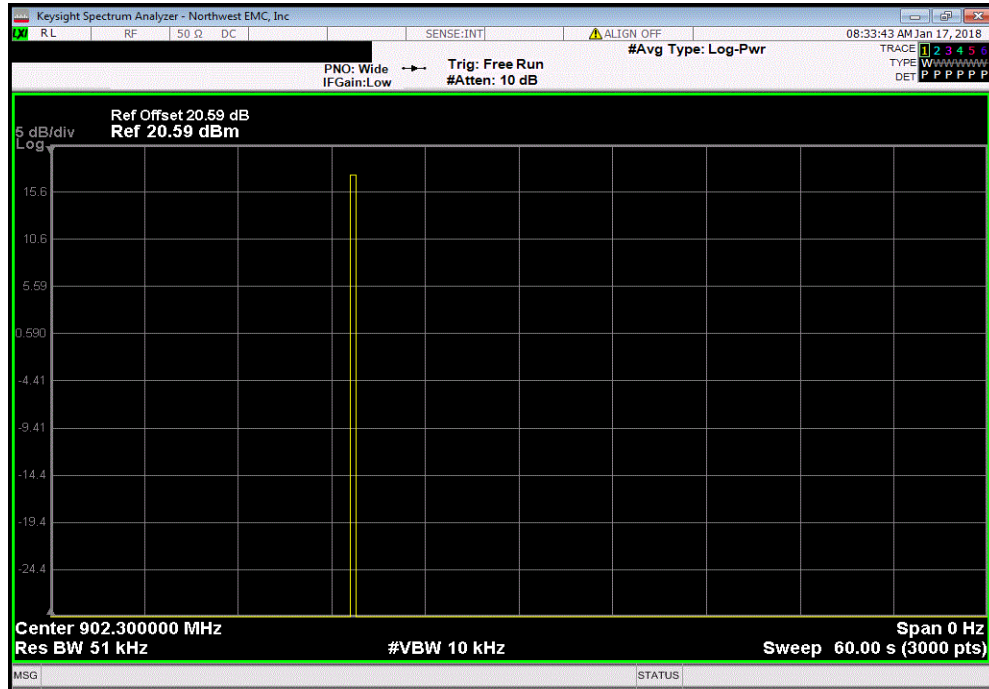 Keysight Spectrum Analyzer - Northwest EMC, Inc
LXI RL RF 50 Ω DC SENSE:INT ALIGN OFF 08:33:43 AM Jan 17, 2018
#Avg Type: Log-Pwr TRACE 1 2 3 4 5 6
PNO: Wide Trig: Free Run TYPE WWWWWW
IFGain:Low #Atten: 10 dB DET P P P P P P
Ref Offset 20.59 dB
5 dB/div Ref 20.59 dBm
Log
15.6
10.6
5.59
0.590
-4.41
-9.41
-14.4
-19.4
-24.4
Center 902.300000 MHz Span 0 Hz
Res BW 51 kHz #VBW 10 kHz Sweep 60.00 s (3000 pts)
MSG STATUS